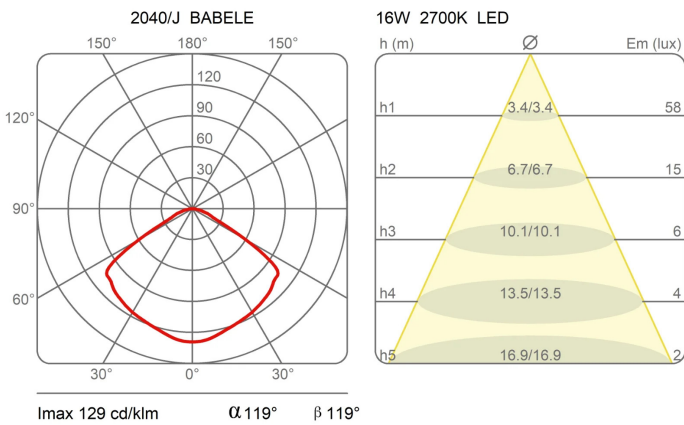 2040/J BABELE
150° 180° 150°
120
120°
90
60
30
90°
60°
30° 0° 30°
Imax 129 cd/klm α 119° β 119°
16W 2700K LED
h (m) Ø Em (lux)
h1 3.4/3.4 58
h2 6.7/6.7 15
h3 10.1/10.1 6
h4 13.5/13.5 4
h5 16.9/16.9 2